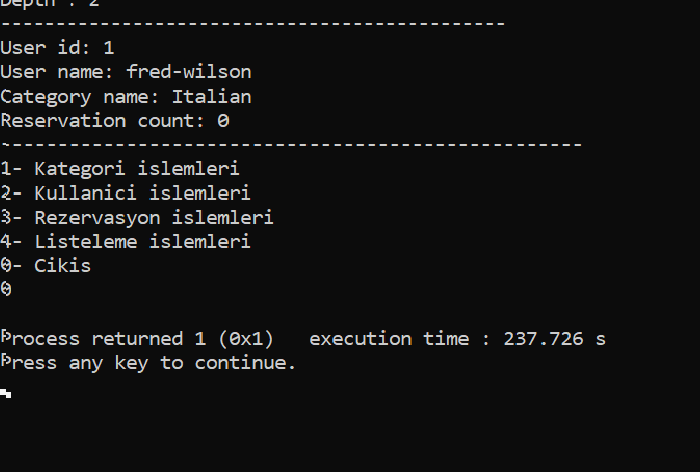 Depth : 2
--------------------------------------------
User id: 1
User name: fred-wilson
Category name: Italian
Reservation count: 0
---------------------------------------------------
1- Kategori islemleri
2- Kullanici islemleri
3- Rezervasyon islemleri
4- Listeleme islemleri
0- Cikis
0
Process returned 1 (0x1)   execution time : 237.726 s
Press any key to continue.